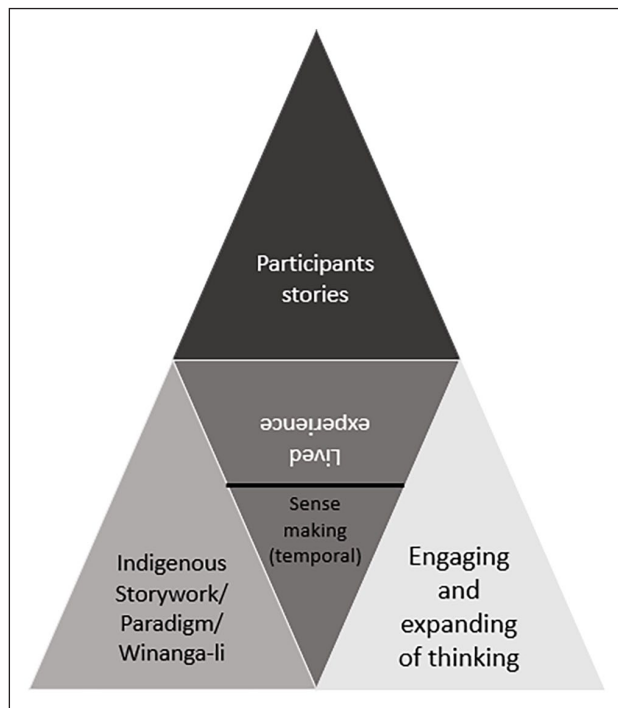 Participants
stories
Lived
experience
Sense
making
(temporal)
Indigenous
Storywork/
Paradigm/
Winanga-li
Engaging
and
expanding
of thinking